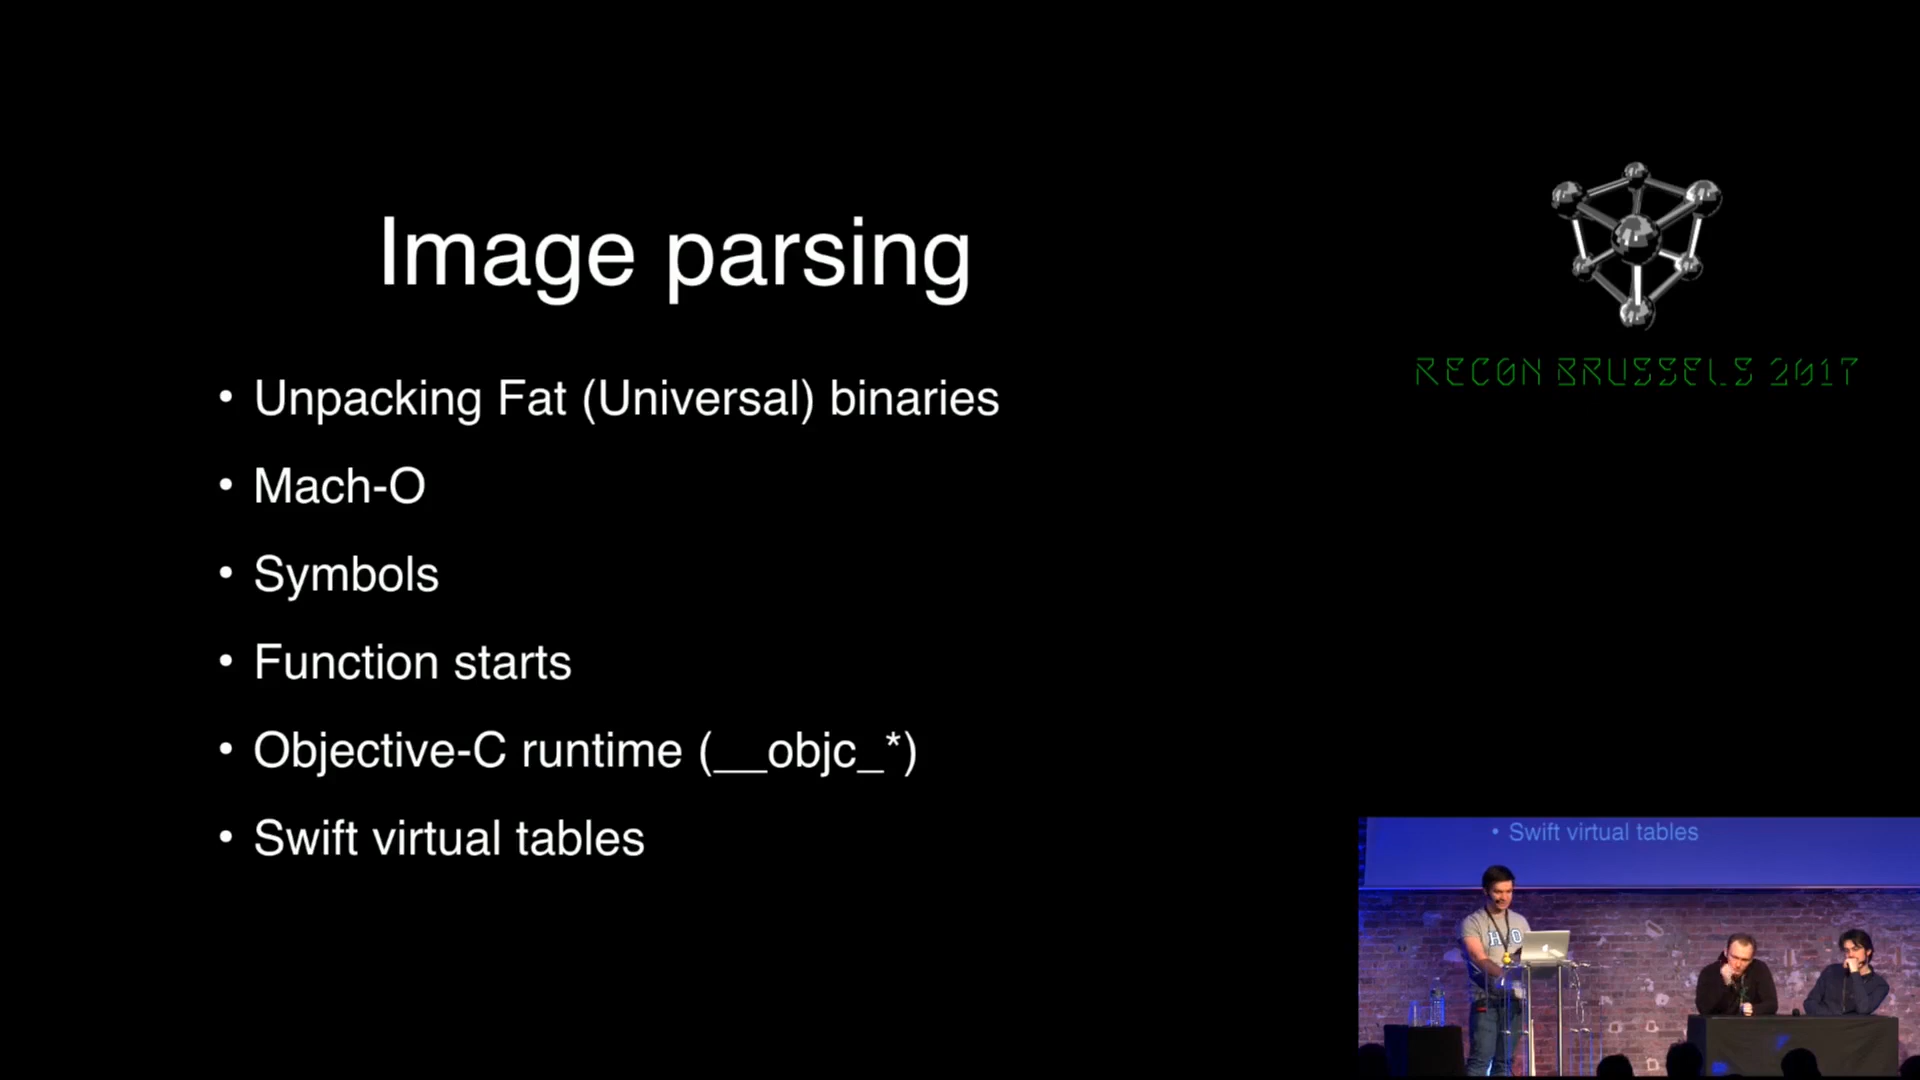 Image parsing
• Unpacking Fat (Universal) binaries
• Mach-O
• Symbols
• Function starts
• Objective-C runtime (__objc_*)
• Swift virtual tables
RECON BRUSSELS 2017
• Swift virtual tables